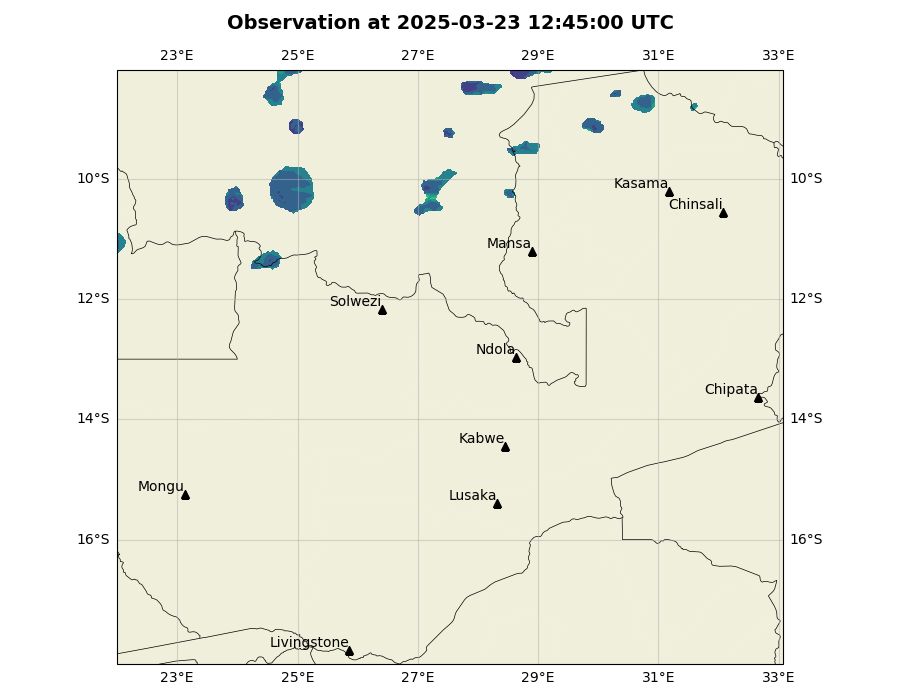 Observation at 2025-03-23 12:45:00 UTC
23°E 25°E 27°E 29°E 31°E 33°E
10°S 10°S
Kasama
Chinsali
Mansa
12°S 12°S
Solwezi
Ndola
Chipata
14°S 14°S
Kabwe
Mongu
Lusaka
16°S 16°S
Livingstone
23°E 25°E 27°E 29°E 31°E 33°E